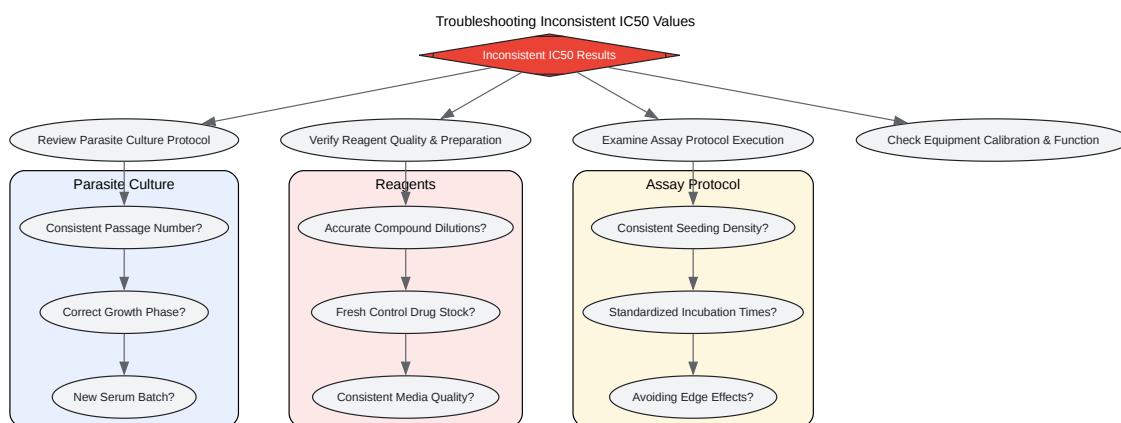 Troubleshooting Inconsistent IC50 Values
Inconsistent IC50 Results
Review Parasite Culture Protocol
Verify Reagent Quality & Preparation
Examine Assay Protocol Execution
Check Equipment Calibration & Function
Parasite Culture
Reagents
Assay Protocol
Consistent Passage Number?
Accurate Compound Dilutions?
Consistent Seeding Density?
Correct Growth Phase?
Fresh Control Drug Stock?
Standardized Incubation Times?
New Serum Batch?
Consistent Media Quality?
Avoiding Edge Effects?